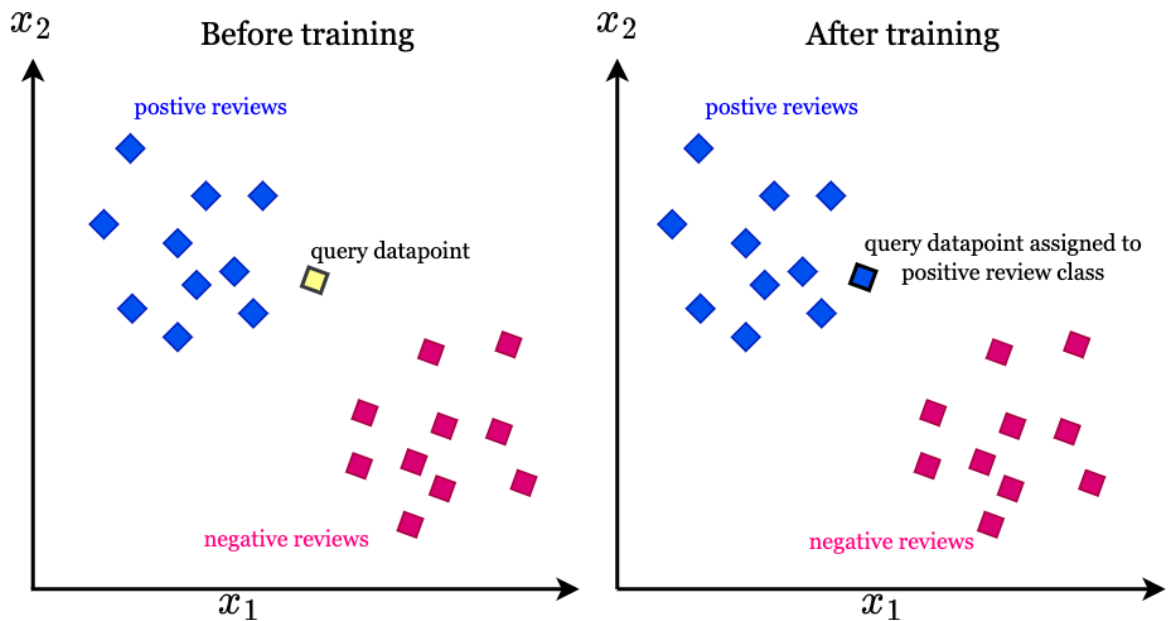 x2
Before training
postive reviews
query datapoint
negative reviews
x1
x2
After training
postive reviews
query datapoint assigned to
positive review class
negative reviews
x1